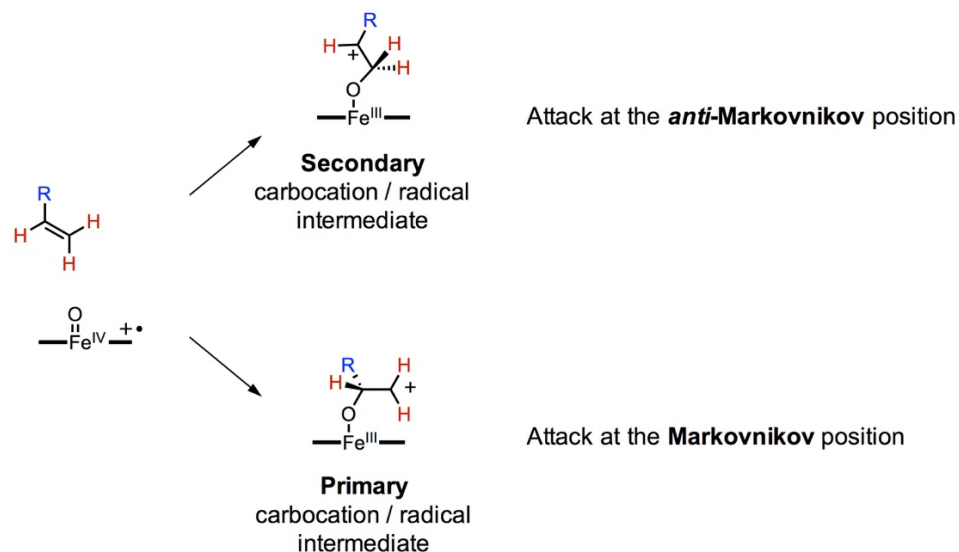 R
H
H
+
H
O
Fe^III
Attack at the anti-Markovnikov position
Secondary
carbocation / radical
intermediate
R
H
H
H
O
Fe^IV +•
R
H
H
+
O
H
Fe^III
Attack at the Markovnikov position
Primary
carbocation / radical
intermediate